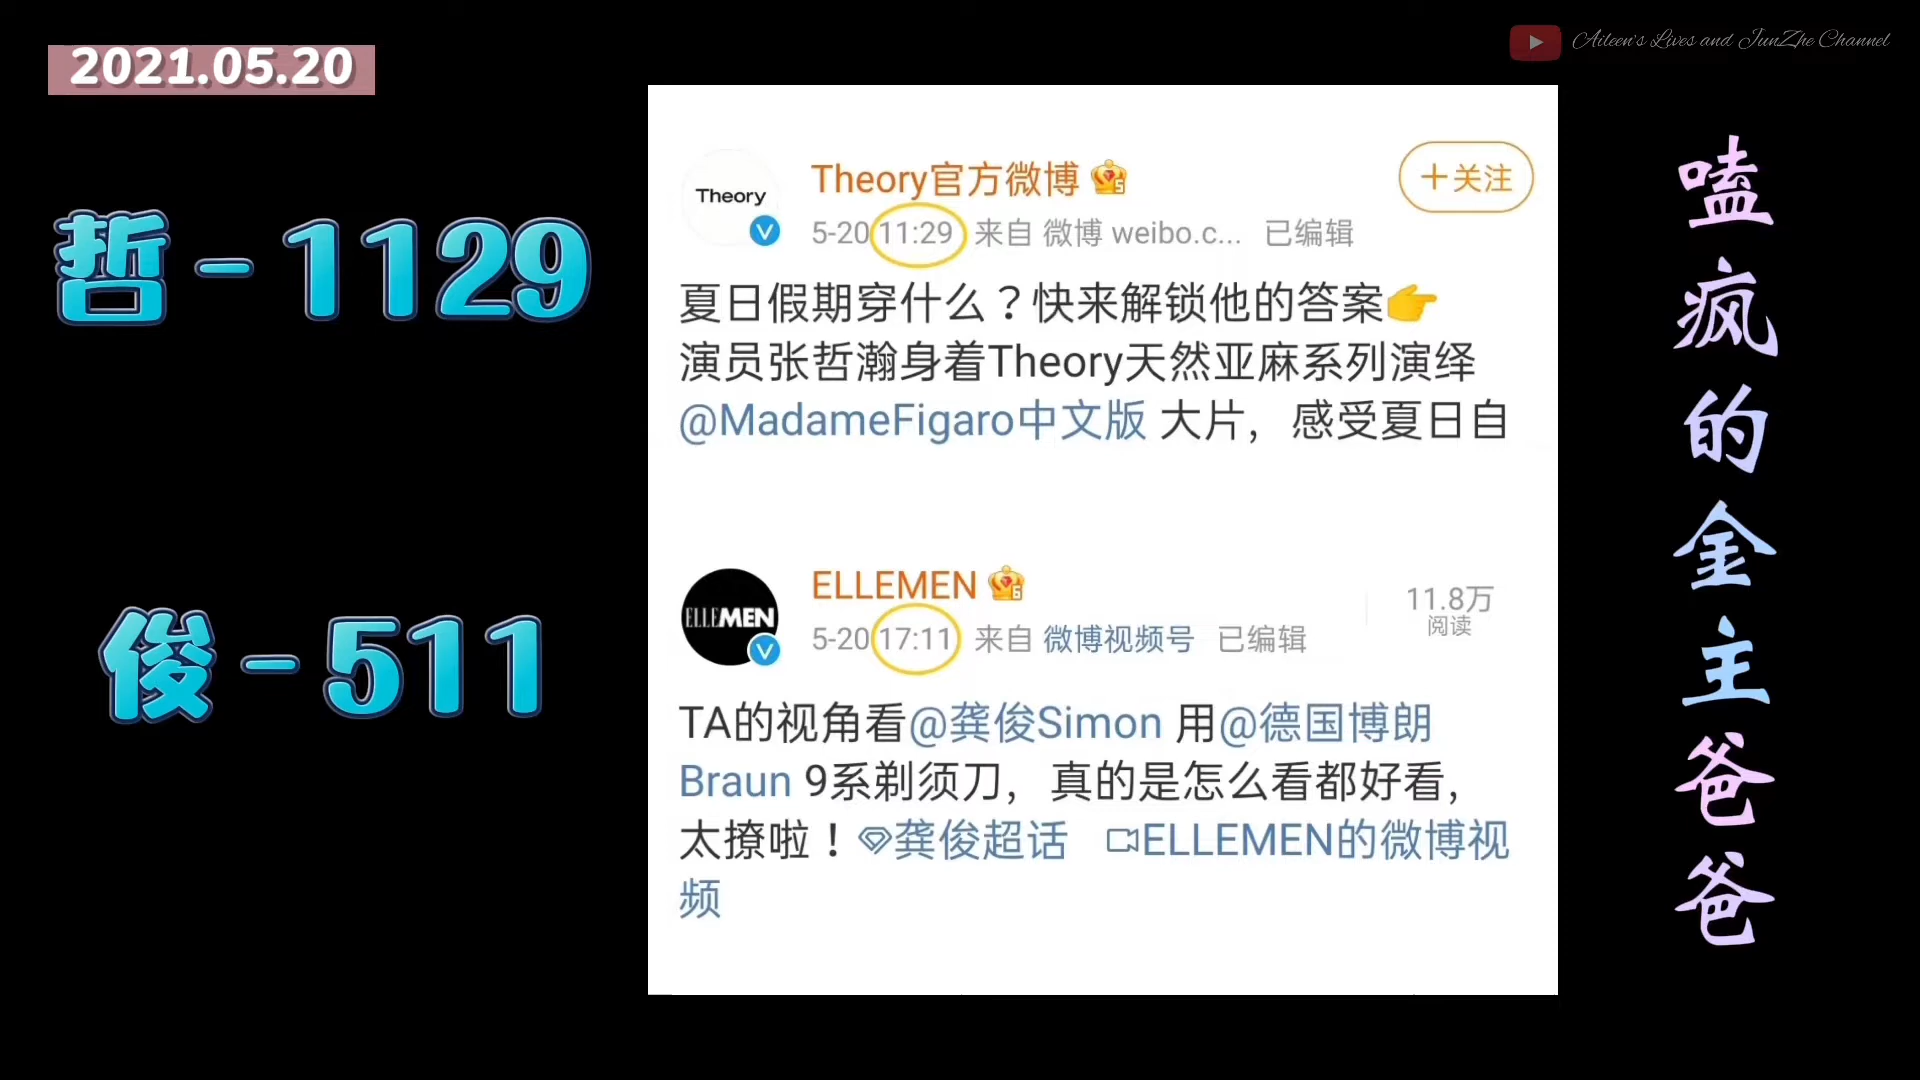 2021.05.20
Aileen's Lives and JunZhe Channel
哲-1129
俊-511
Theory
Theory官方微博
+关注
5-20 11:29 来自 微博 weibo.c... 已编辑
夏日假期穿什么？快来解锁他的答案👉
演员张哲瀚身着Theory天然亚麻系列演绎
@MadameFigaro中文版 大片，感受夏日自
ELLEMEN
ELLEMEN
5-20 17:11 来自 微博视频号 已编辑
11.8万
阅读
TA的视角看@龚俊Simon 用@德国博朗
Braun 9系剃须刀，真的是怎么看都好看，
太撩啦！龚俊超话 ELLEMEN的微博视
频
嗑疯的金主爸爸